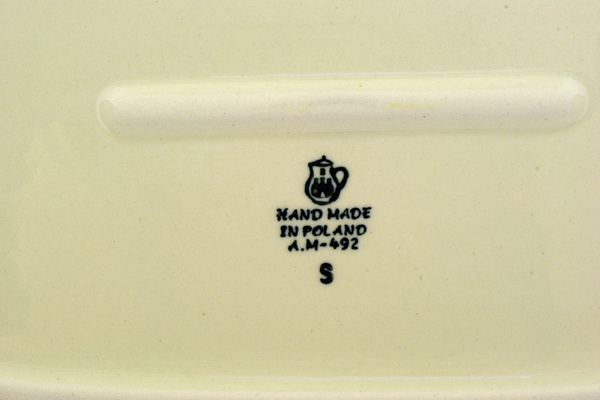 HAND MADE
IN POLAND
A.M-492
S